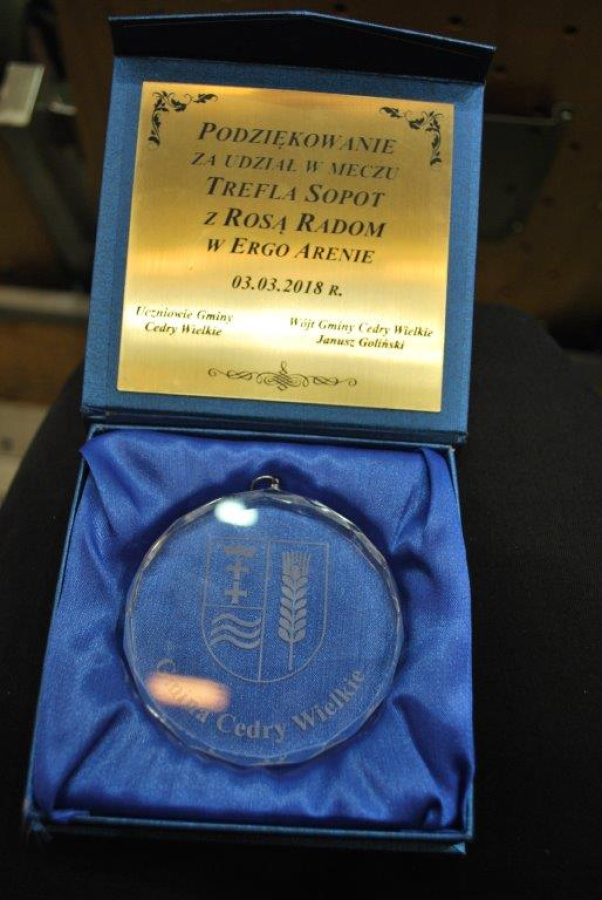 PODZIĘKOWANIE
ZA UDZIAŁ W MECZU
TREFLA SOPOT
Z ROSĄ RADOM
W ERGO ARENIE
03.03.2018 R.
Uczniowie Gminy
Cedry Wielkie
Wójt Gminy Cedry Wielkie
Janusz Goliński
Gmina Cedry Wielkie